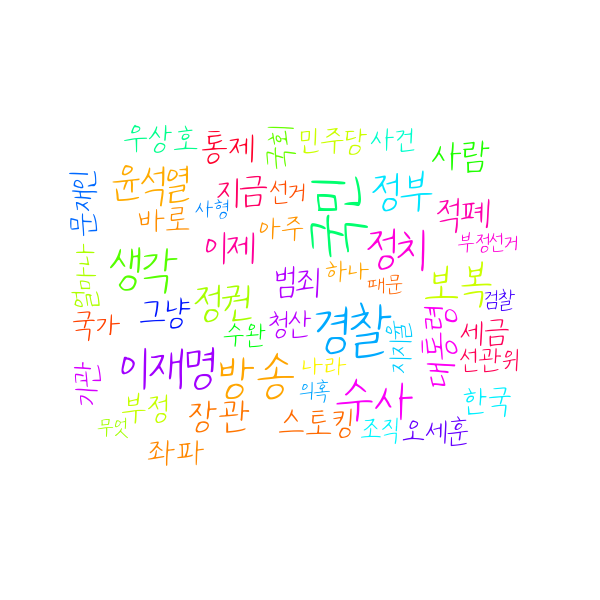 우상호
통제
국회
민주당
사건
사람
문재인
윤석열
지금
선거
국민
정부
적폐
바로
사형
아주
부정선거
이제
정치
얼마나
생각
범죄
하나
때문
보복
검찰
그냥
정권
국가
수완
청산
경찰
지지율
대통령
세금
선관위
기관
이재명
방송
나라
의혹
수사
한국
무엇
부정
장관
스토킹
조직
오세훈
좌파